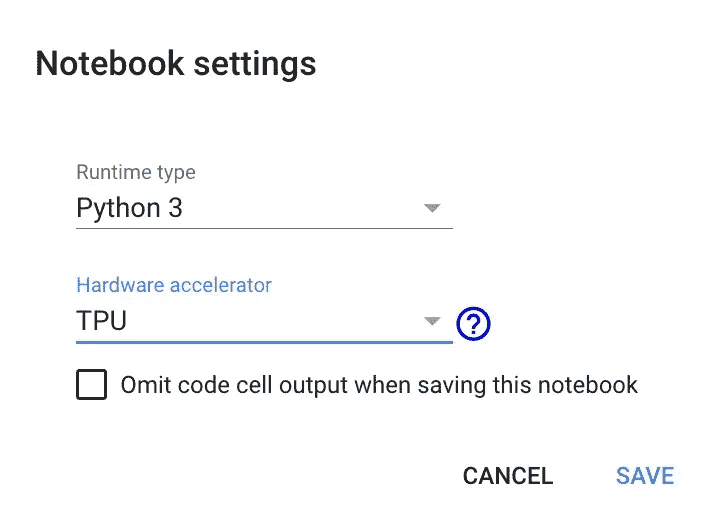 Notebook settings
Runtime type
Python 3
Hardware accelerator
TPU
?
Omit code cell output when saving this notebook
CANCEL SAVE